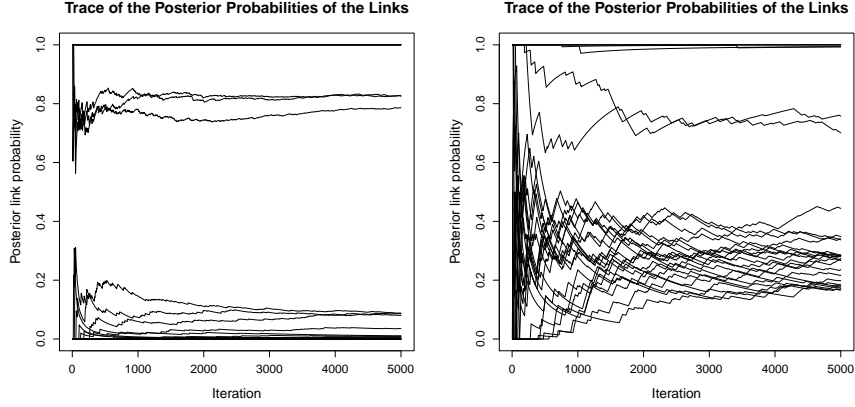 Trace of the Posterior Probabilities of the Links
1.0
0.8
0.6
0.4
0.2
0.0
Posterior link probability
0 1000 2000 3000 4000 5000
Iteration
Trace of the Posterior Probabilities of the Links
1.0
0.8
0.6
0.4
0.2
0.0
Posterior link probability
0 1000 2000 3000 4000 5000
Iteration